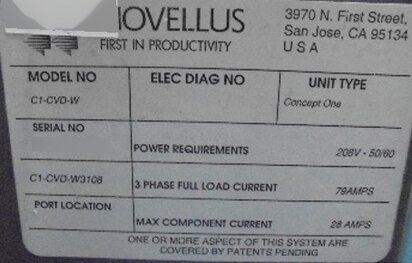 OVELLUS
FIRST IN PRODUCTIVITY
3970 N. First Street,
San Jose, CA 95134
U S A
MODEL NO
ELEC DIAG NO
UNIT TYPE
C1-CVD-W
Concept One
SERIAL NO
POWER REQUIREMENTS
208V - 50/60
C1-CVD-W3108
3 PHASE FULL LOAD CURRENT
79AMPS
PORT LOCATION
MAX COMPONENT CURRENT
28 AMPS
ONE OR MORE ASPECT OF THIS SYSTEM ARE
COVERED BY PATENTS PENDING